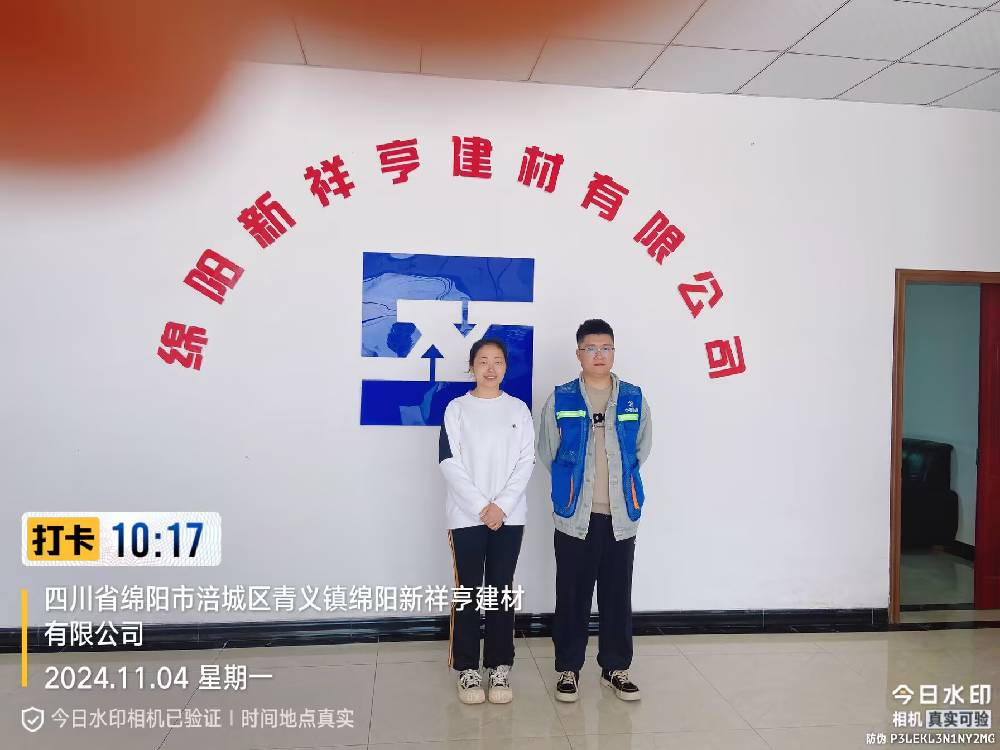 绵阳新祥亨建材有限公司
打卡 10:17
四川省绵阳市涪城区青义镇绵阳新祥亨建材
有限公司
2024.11.04 星期一
今日水印相机已验证 | 时间地点真实
今日水印
相机 真实可验
防伪 P3LEKL3N1NY2MG